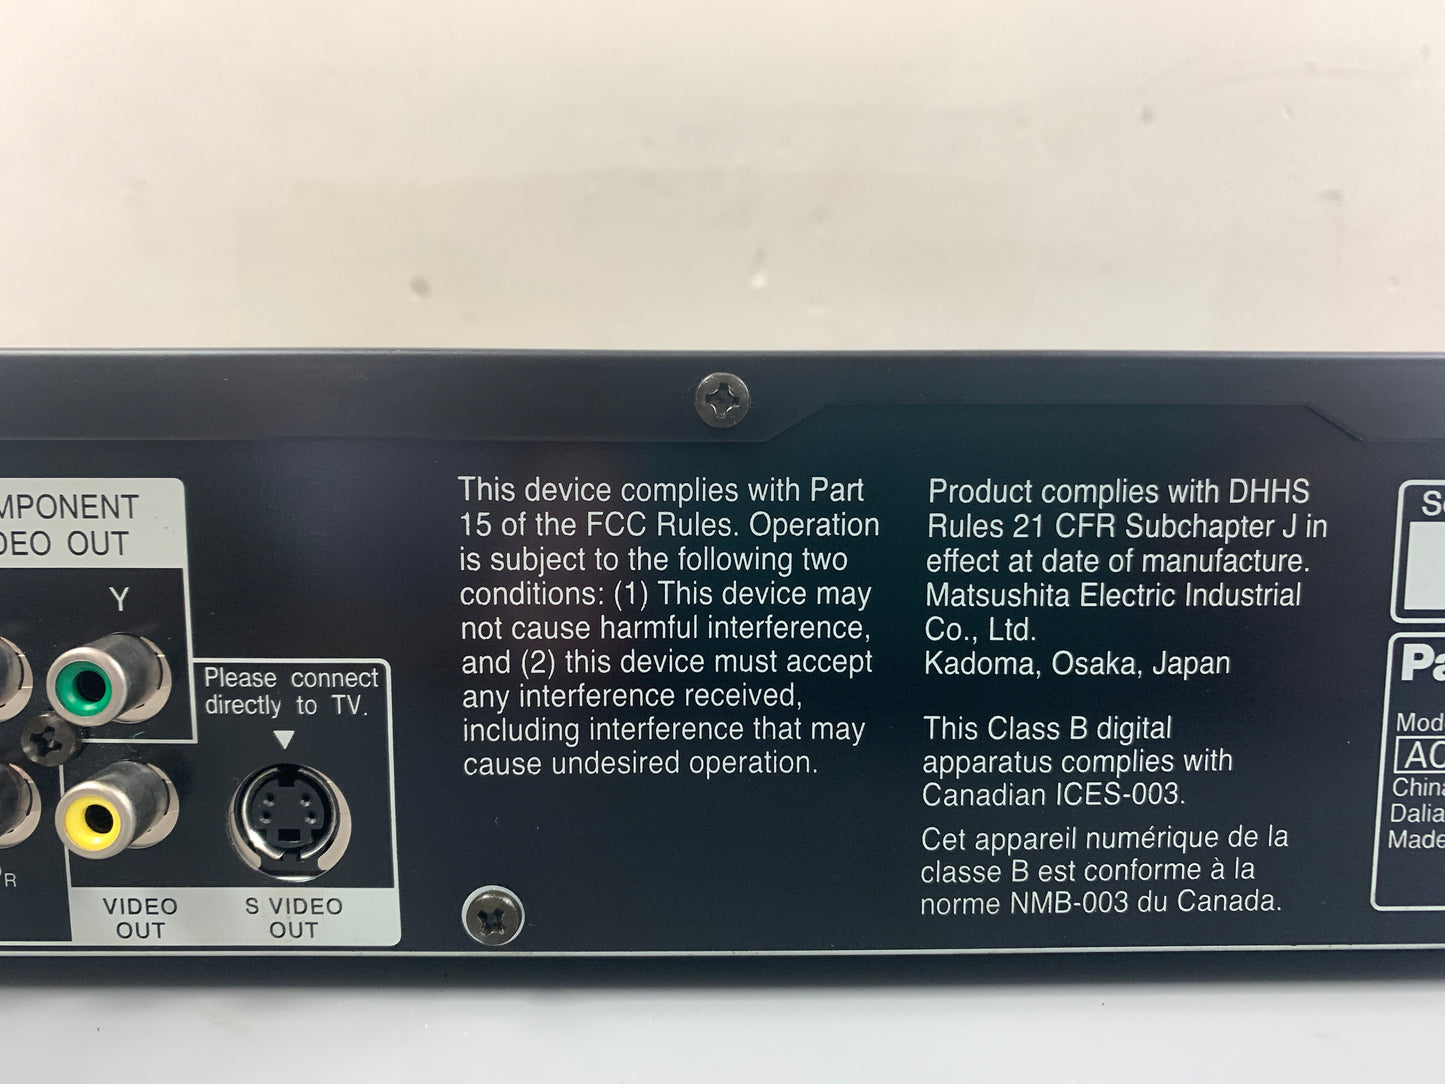 COMPONENT
VIDEO OUT
Y
Please connect
directly to TV.
VIDEO
OUT
S VIDEO
OUT
This device complies with Part
15 of the FCC Rules. Operation
is subject to the following two
conditions: (1) This device may
not cause harmful interference,
and (2) this device must accept
any interference received,
including interference that may
cause undesired operation.
Product complies with DHHS
Rules 21 CFR Subchapter J in
effect at date of manufacture.
Matsushita Electric Industrial
Co., Ltd.
Kadoma, Osaka, Japan
This Class B digital
apparatus complies with
Canadian ICES-003.
Cet appareil numérique de la
classe B est conforme à la
norme NMB-003 du Canada.
AC
Made